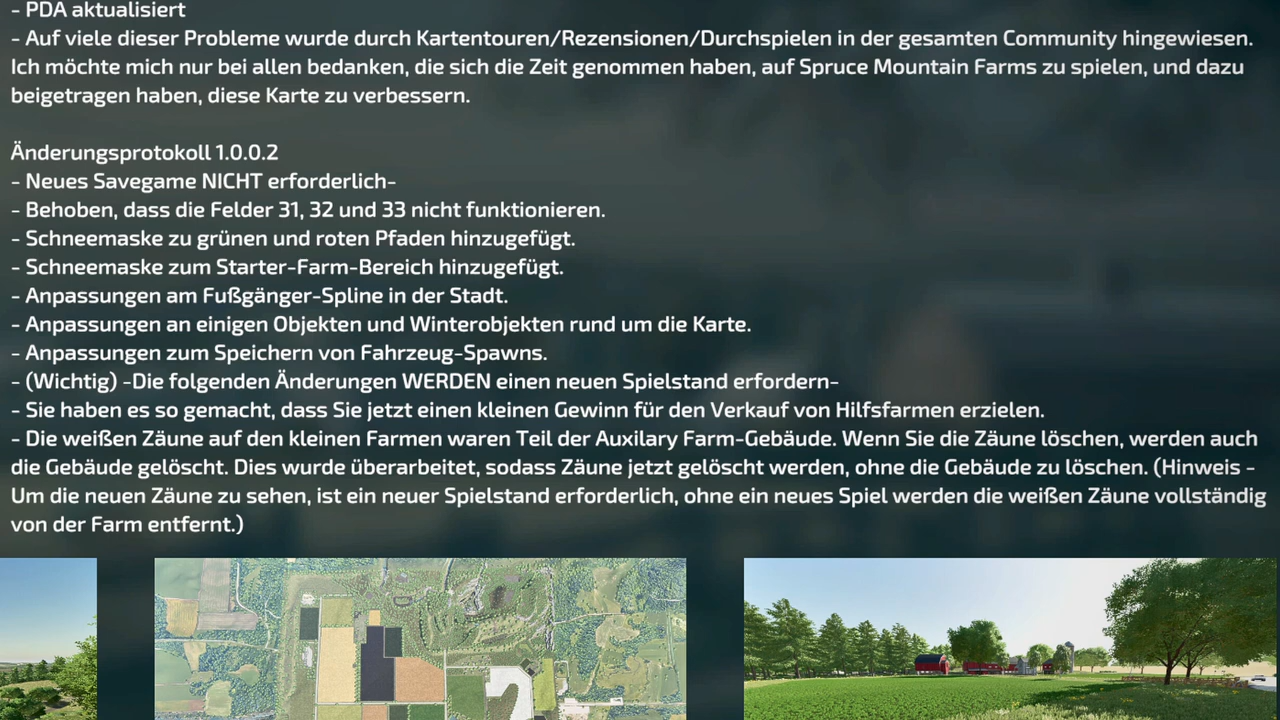 - PDA aktualisiert
- Auf viele dieser Probleme wurde durch Kartentouren/Rezensionen/Durchspielen in der gesamten Community hingewiesen.
Ich möchte mich nur bei allen bedanken, die sich die Zeit genommen haben, auf Spruce Mountain Farms zu spielen, und dazu
beigetragen haben, diese Karte zu verbessern.
Änderungsprotokoll 1.0.0.2
- Neues Savegame NICHT erforderlich-
- Behoben, dass die Felder 31, 32 und 33 nicht funktionieren.
- Schneemaske zu grünen und roten Pfaden hinzugefügt.
- Schneemaske zum Starter-Farm-Bereich hinzugefügt.
- Anpassungen am Fußgänger-Spline in der Stadt.
- Anpassungen an einigen Objekten und Winterobjekten rund um die Karte.
- Anpassungen zum Speichern von Fahrzeug-Spawns.
- (Wichtig) -Die folgenden Änderungen WERDEN einen neuen Spielstand erfordern-
- Sie haben es so gemacht, dass Sie jetzt einen kleinen Gewinn für den Verkauf von Hilfsfarmen erzielen.
- Die weißen Zäune auf den kleinen Farmen waren Teil der Auxilary Farm-Gebäude. Wenn Sie die Zäune löschen, werden auch
die Gebäude gelöscht. Dies wurde überarbeitet, sodass Zäune jetzt gelöscht werden, ohne die Gebäude zu löschen. (Hinweis -
Um die neuen Zäune zu sehen, ist ein neuer Spielstand erforderlich, ohne ein neues Spiel werden die weißen Zäune vollständig
von der Farm entfernt.)